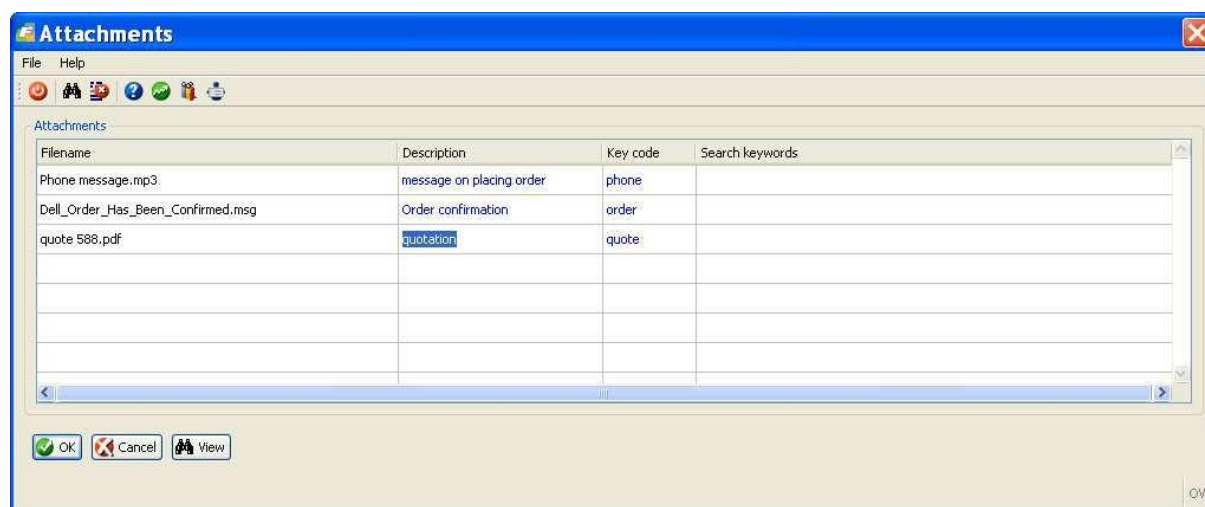 Attachments
File Help
Attachments
Filename Description Key code Search keywords
Phone message.mp3 message on placing order phone
Dell_Order_Has_Been_Confirmed.msg Order confirmation order
quote 588.pdf quotation quote
OK Cancel View
OV